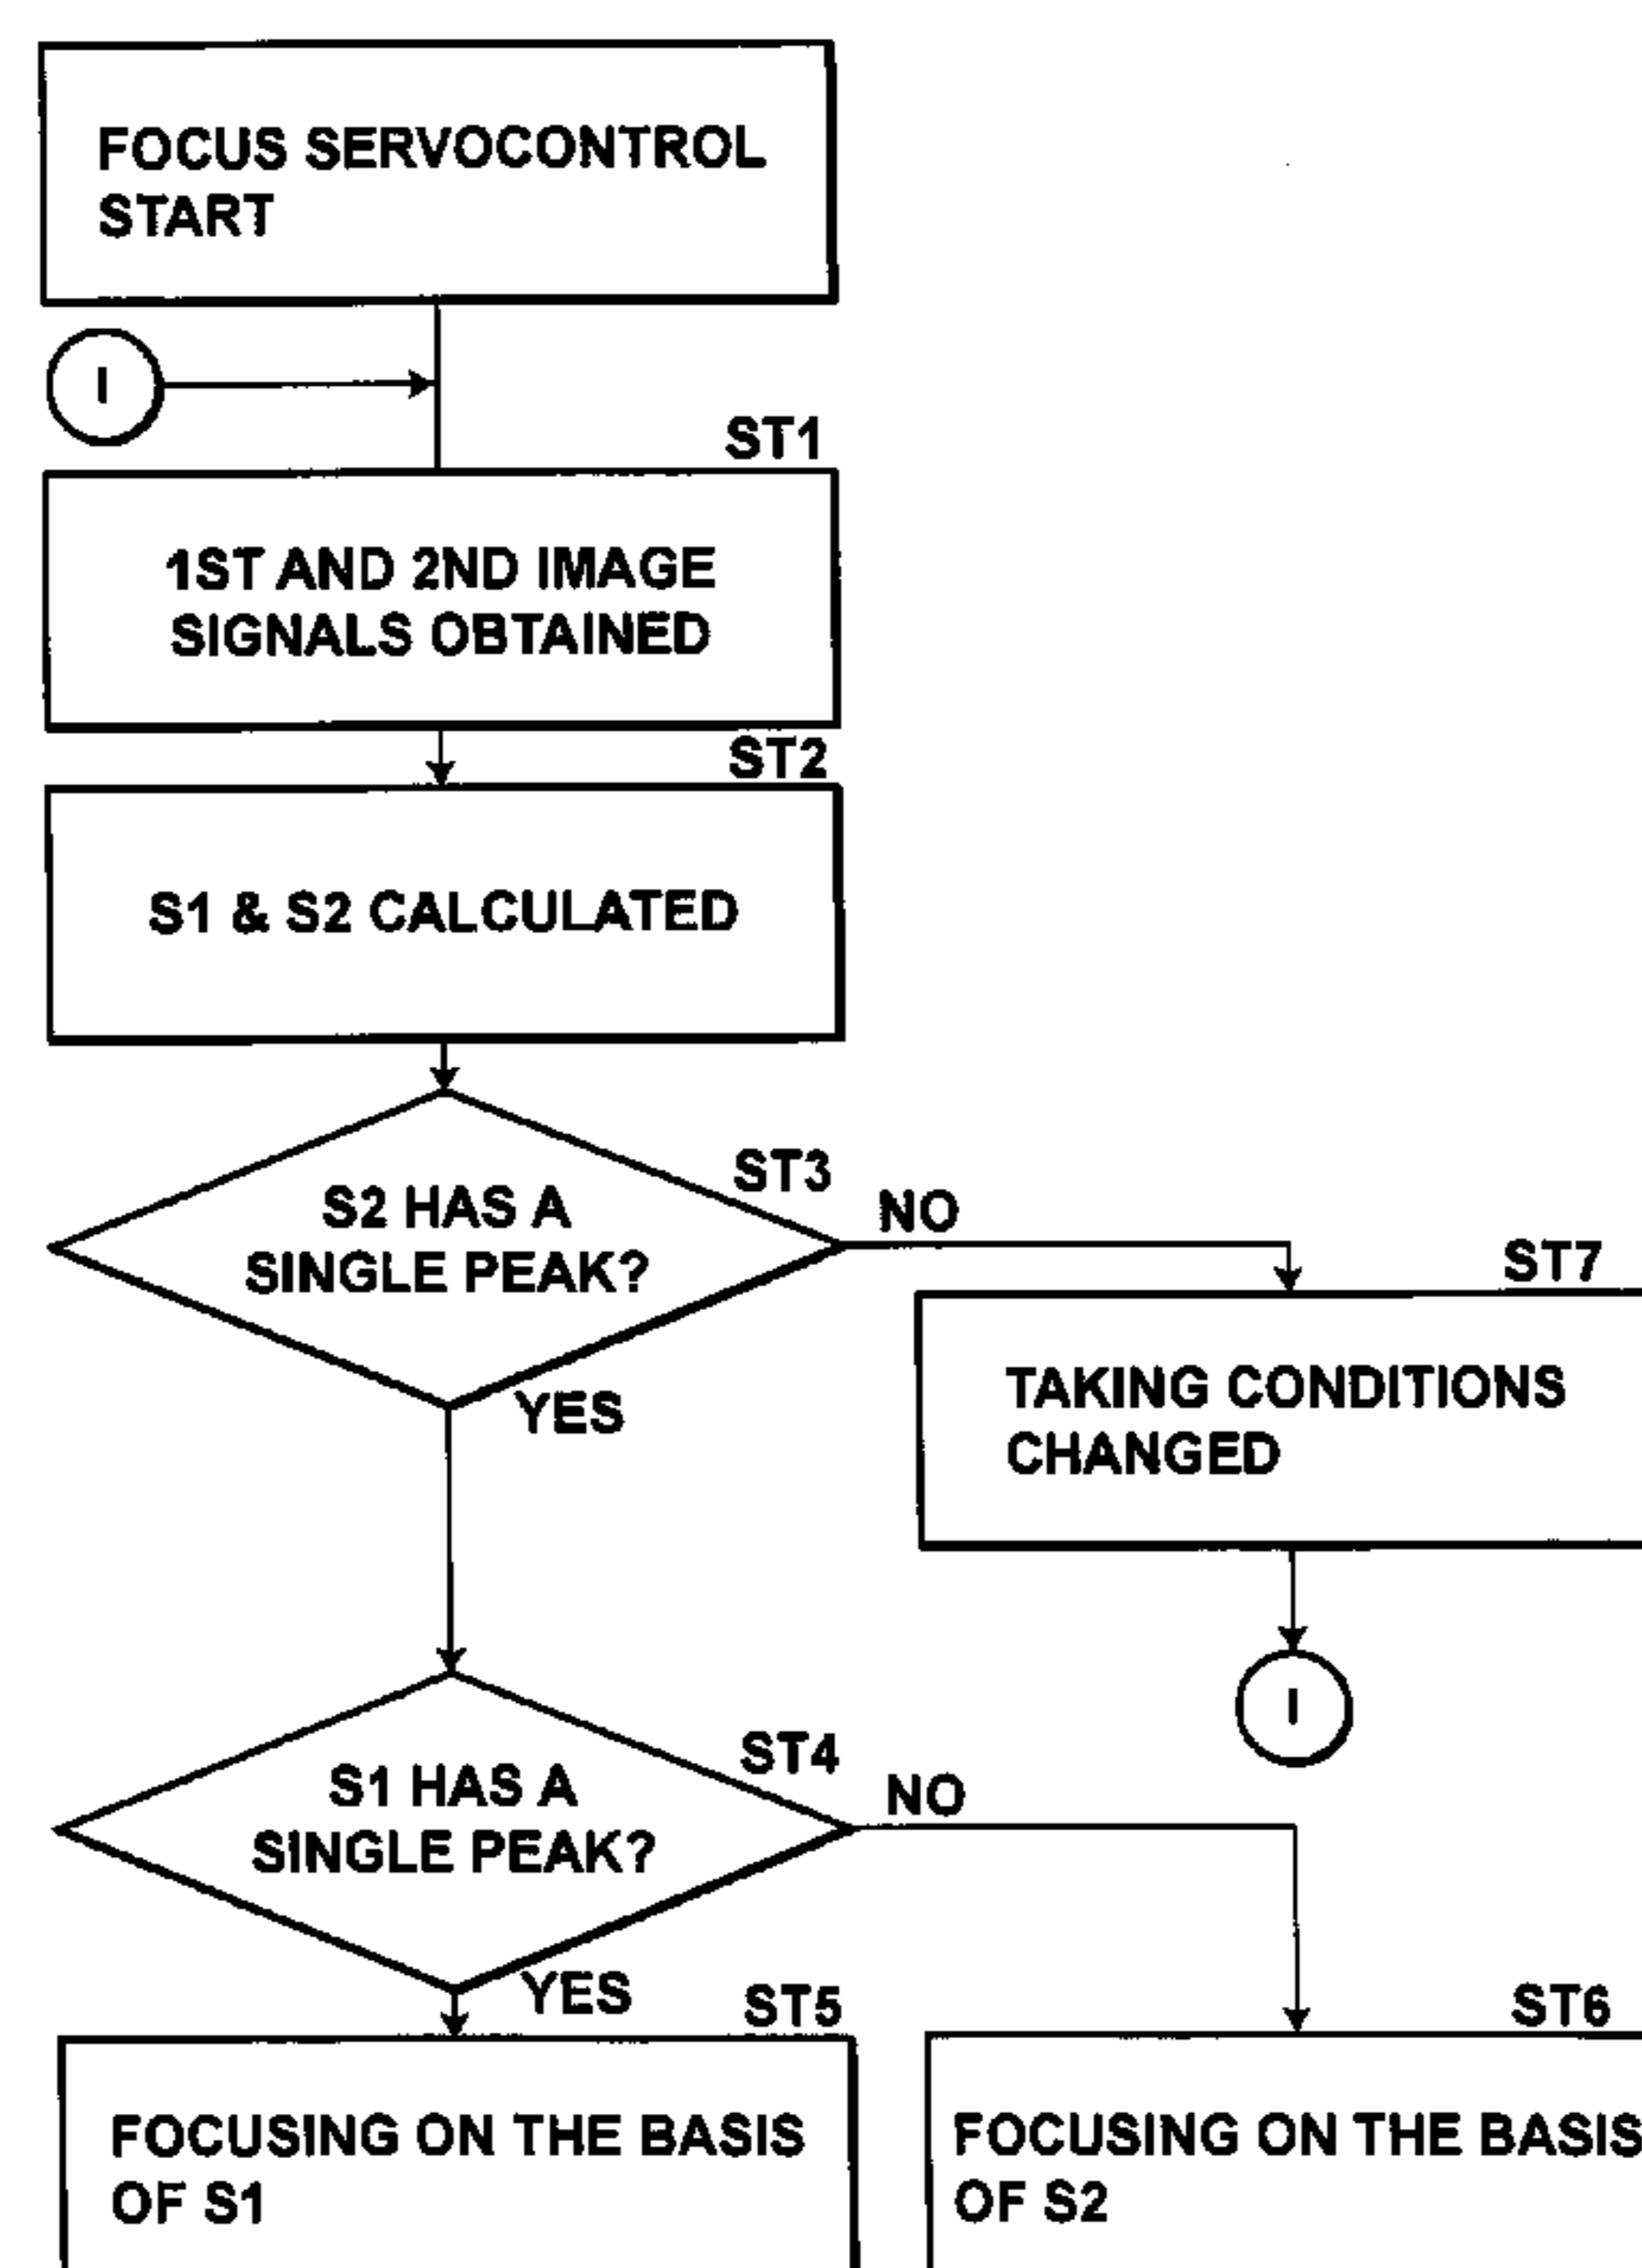 FOCUS SERVOCONTROL
START
I
ST1
1ST AND 2ND IMAGE
SIGNALS OBTAINED
ST2
S1 & S2 CALCULATED
ST3
S2 HAS A
SINGLE PEAK?
NO
YES
ST7
TAKING CONDITIONS
CHANGED
I
ST4
S1 HAS A
SINGLE PEAK?
NO
YES
ST5
FOCUSING ON THE BASIS
OF S1
ST6
FOCUSING ON THE BASIS
OF S2